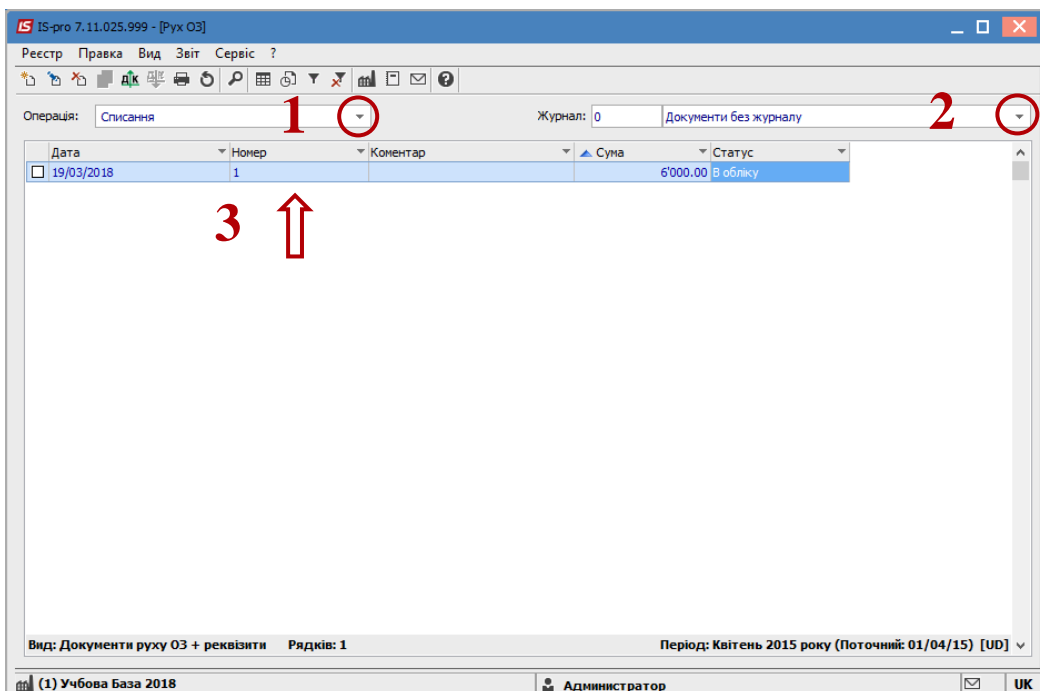 IS-pro 7.11.025.999 - [Рух ОЗ]
Реєстр Правка Вид Звіт Сервіс ?
Операція: Списання 1 Журнал: 0 Документи без журналу 2
Дата Номер Коментар Сума Статус
19/03/2018 1 6'000.00 В обліку
3
Вид: Документи руху ОЗ + реквізити Рядків: 1 Період: Квітень 2015 року (Поточний: 01/04/15) [UD]
(1) Учбова База 2018 Администратор UK